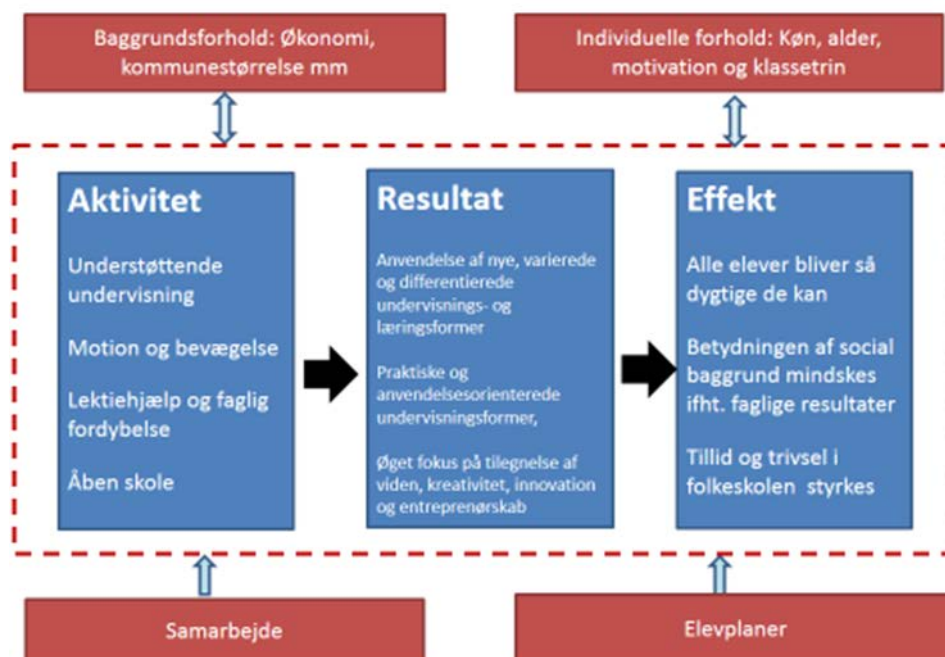 Baggrundsforhold: Økonomi,
kommunestørrelse mm
Individuelle forhold: Køn, alder,
motivation og klassetrin
Aktivitet
Understøttende
undervisning
Motion og bevægelse
Lektiehjælp og faglig
fordybelse
Åben skole
Resultat
Anvendelse af nye, varierede
og differentierede
undervisnings- og
læringsformer
Praktiske og
anvendelsesorienterede
undervisningsformer,
Øget fokus på tilegnelse af
viden, kreativitet, innovation
og entreprenørskab
Effekt
Alle elever bliver så
dygtige de kan
Betydningen af social
baggrund mindskes
ifht. faglige resultater
Tillid og trivsel i
folkeskolen styrkes
Samarbejde
Elevplaner